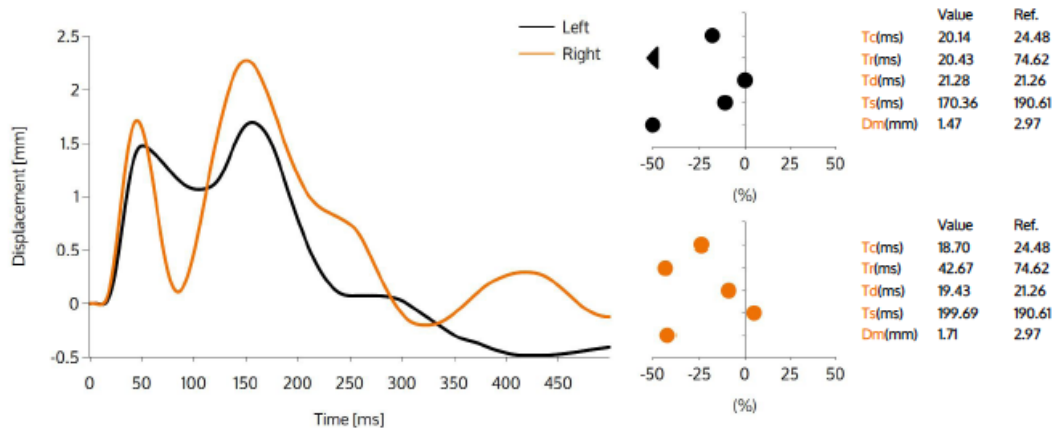 Left
Right
Displacement [mm]
2.5
2
1.5
1
0.5
0
-0.5
0 50 100 150 200 250 300 350 400 450
Time [ms]
-50 -25 0 25 50
(%)
Value Ref.
Tc(ms) 20.14 24.48
Tr(ms) 20.43 74.62
Td(ms) 21.28 21.26
Ts(ms) 170.36 190.61
Dm(mm) 1.47 2.97
-50 -25 0 25 50
(%)
Value Ref.
Tc(ms) 18.70 24.48
Tr(ms) 42.67 74.62
Td(ms) 19.43 21.26
Ts(ms) 199.69 190.61
Dm(mm) 1.71 2.97